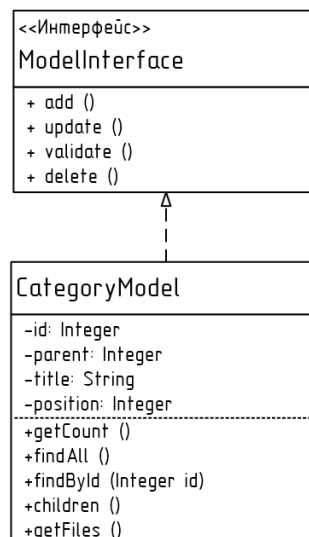 <<Интерфейс>>
ModelInterface
+ add ()
+ update ()
+ validate ()
+ delete ()
CategoryModel
-id: Integer
-parent: Integer
-title: String
-position: Integer
+getCount ()
+findAll ()
+findById (Integer id)
+children ()
+getFiles ()